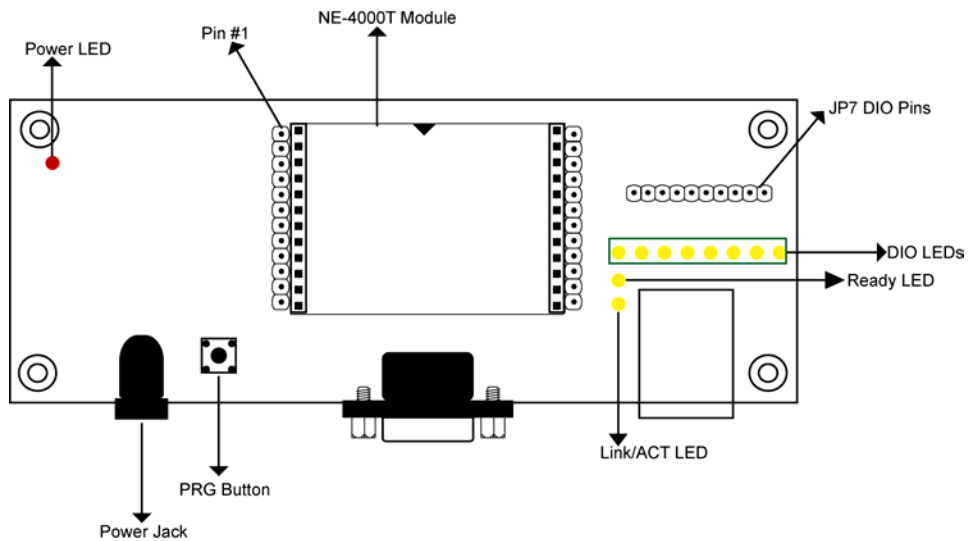 NE-4000T Module
Pin #1
Power LED
JP7 DIO Pins
DIO LEDs
Ready LED
Link/ACT LED
PRG Button
Power Jack